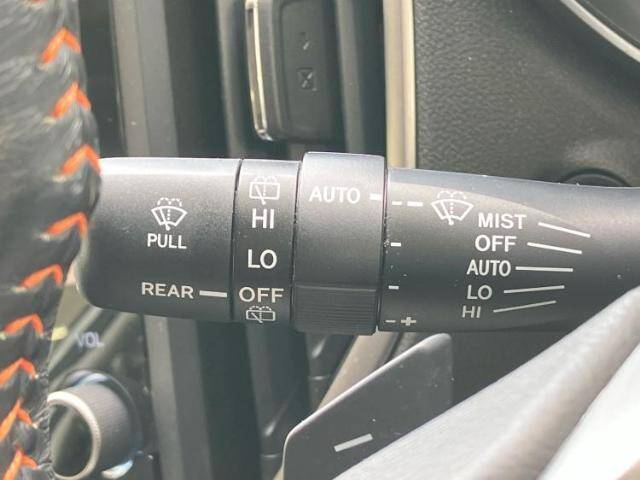 PULL
REAR
HI
LO
OFF
AUTO
- +
MIST
OFF
AUTO
LO
HI
VOL